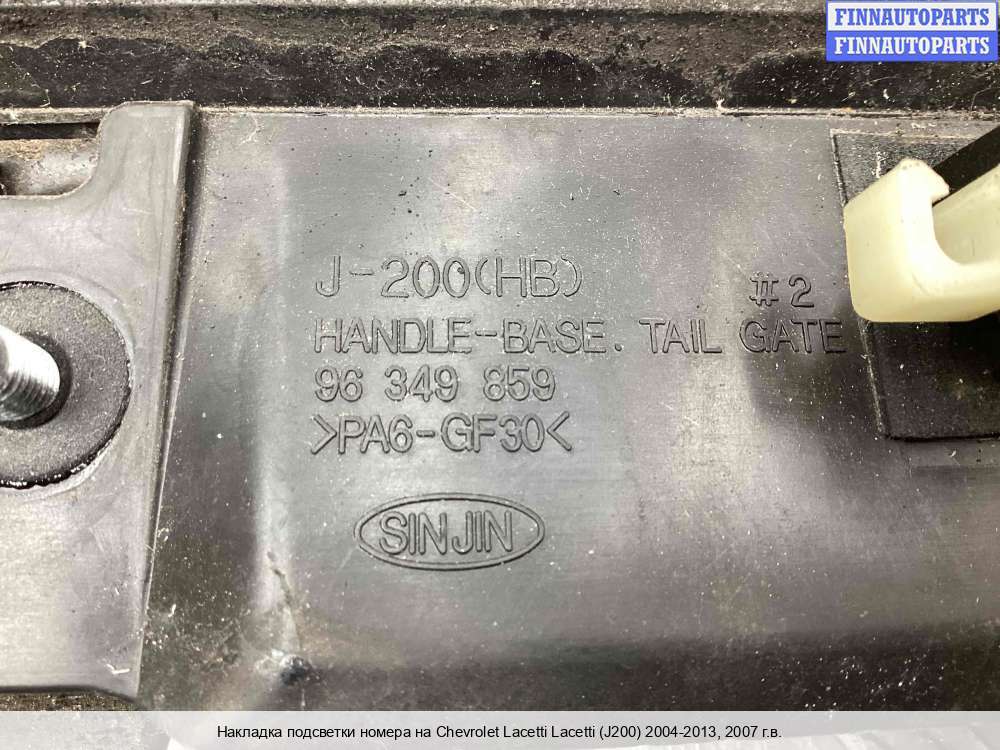 FINNAUTOPARTS
FINNAUTOPARTS
J-200(HB)
#2
HANDLE-BASE. TAIL GATE
96 349 859
>PA6-GF30<
SINJIN
Накладка подсветки номера на Chevrolet Lacetti Lacetti (J200) 2004-2013, 2007 г.в.